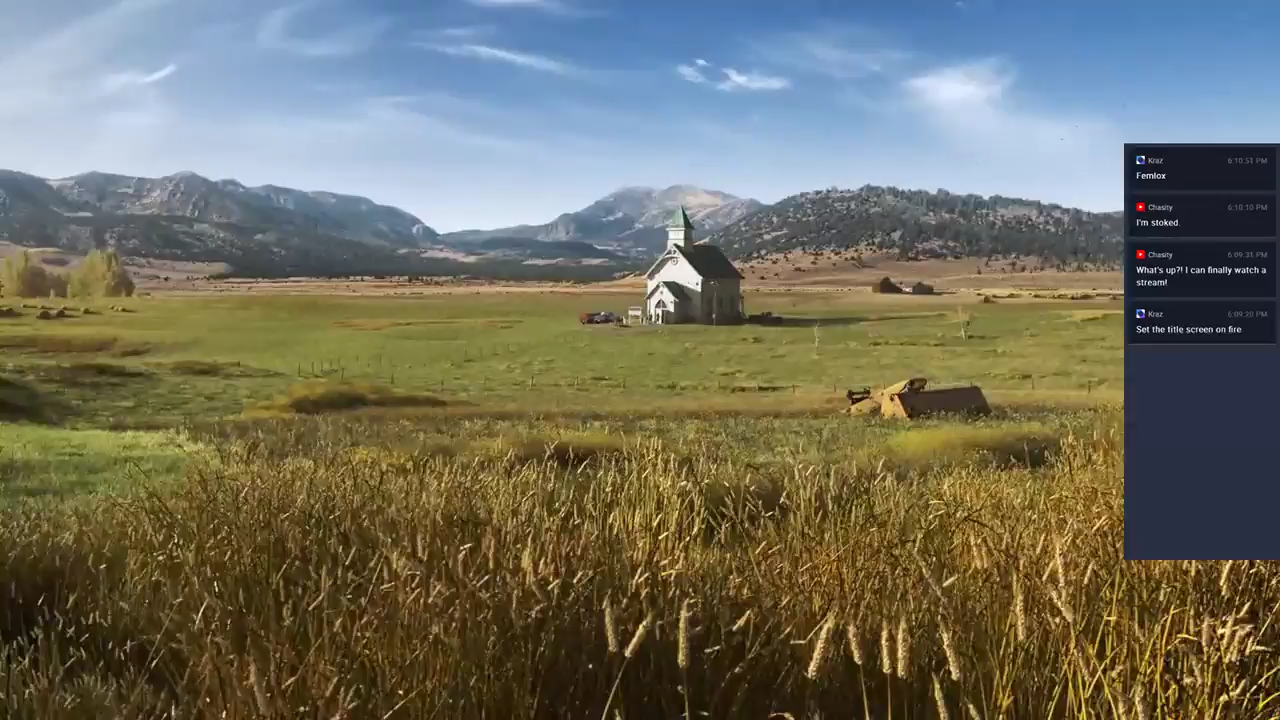 Kraz 6:10:51 PM
Femlox
Chasity 6:10:10 PM
I'm stoked.
Chasity 6:09:31 PM
What's up?! I can finally watch a
stream!
Kraz 6:09:20 PM
Set the title screen on fire